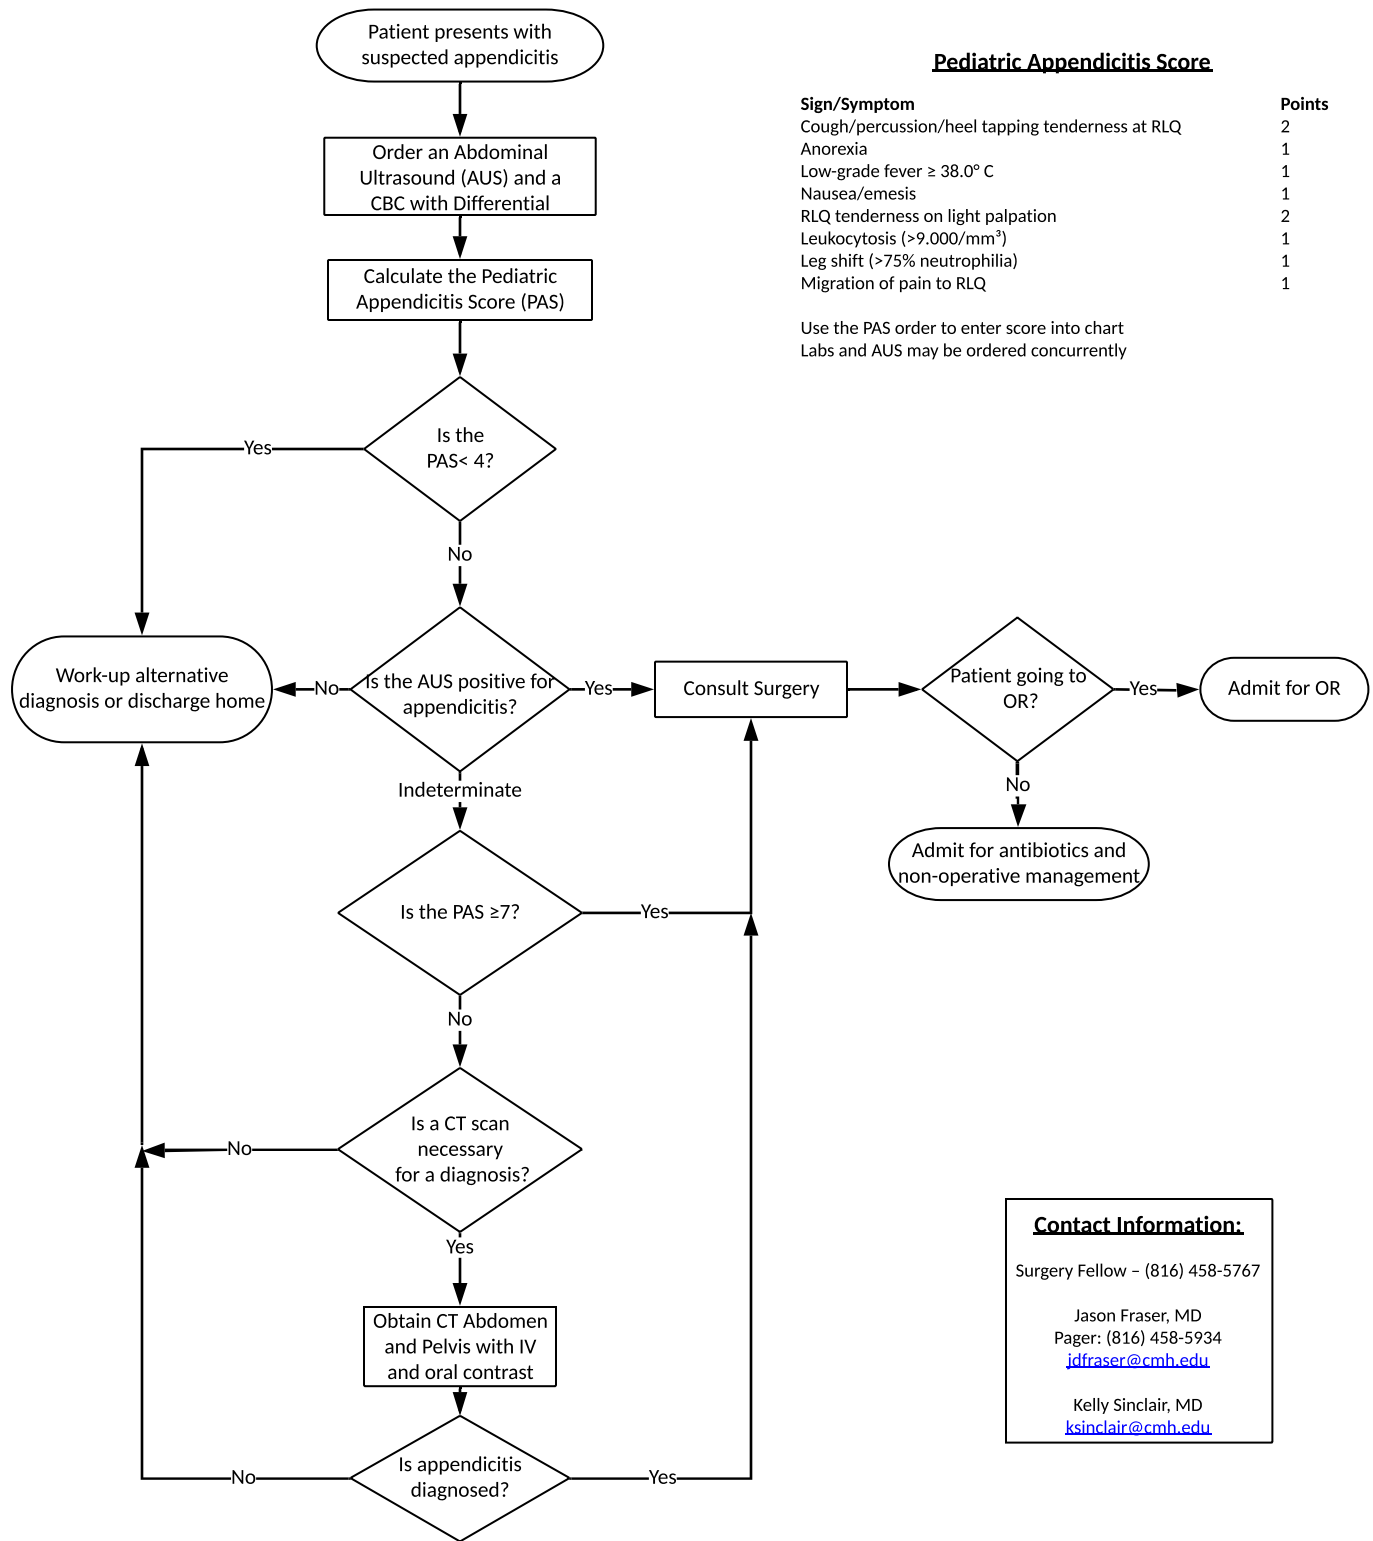 Patient presents with
suspected appendicitis
Order an Abdominal
Ultrasound (AUS) and a
CBC with Differential
Calculate the Pediatric
Appendicitis Score (PAS)
Pediatric Appendicitis Score
Sign/Symptom Points
Cough/percussion/heel tapping tenderness at RLQ 2
Anorexia 1
Low-grade fever ≥ 38.0° C 1
Nausea/emesis 1
RLQ tenderness on light palpation 2
Leukocytosis (>9.000/mm³) 1
Leg shift (>75% neutrophilia) 1
Migration of pain to RLQ 1
Use the PAS order to enter score into chart
Labs and AUS may be ordered concurrently
Is the
PAS< 4?
Yes
No
Work-up alternative
diagnosis or discharge home
No
Is the AUS positive for
appendicitis?
Yes
Consult Surgery
Patient going to
OR?
Yes
Admit for OR
No
Admit for antibiotics and
non-operative management
Indeterminate
Is the PAS ≥7?
Yes
No
Is a CT scan
necessary
for a diagnosis?
No
Yes
Obtain CT Abdomen
and Pelvis with IV
and oral contrast
Is appendicitis
diagnosed?
No
Yes
Contact Information:
Surgery Fellow – (816) 458-5767
Jason Fraser, MD
Pager: (816) 458-5934
jdfraser@cmh.edu
Kelly Sinclair, MD
ksinclair@cmh.edu